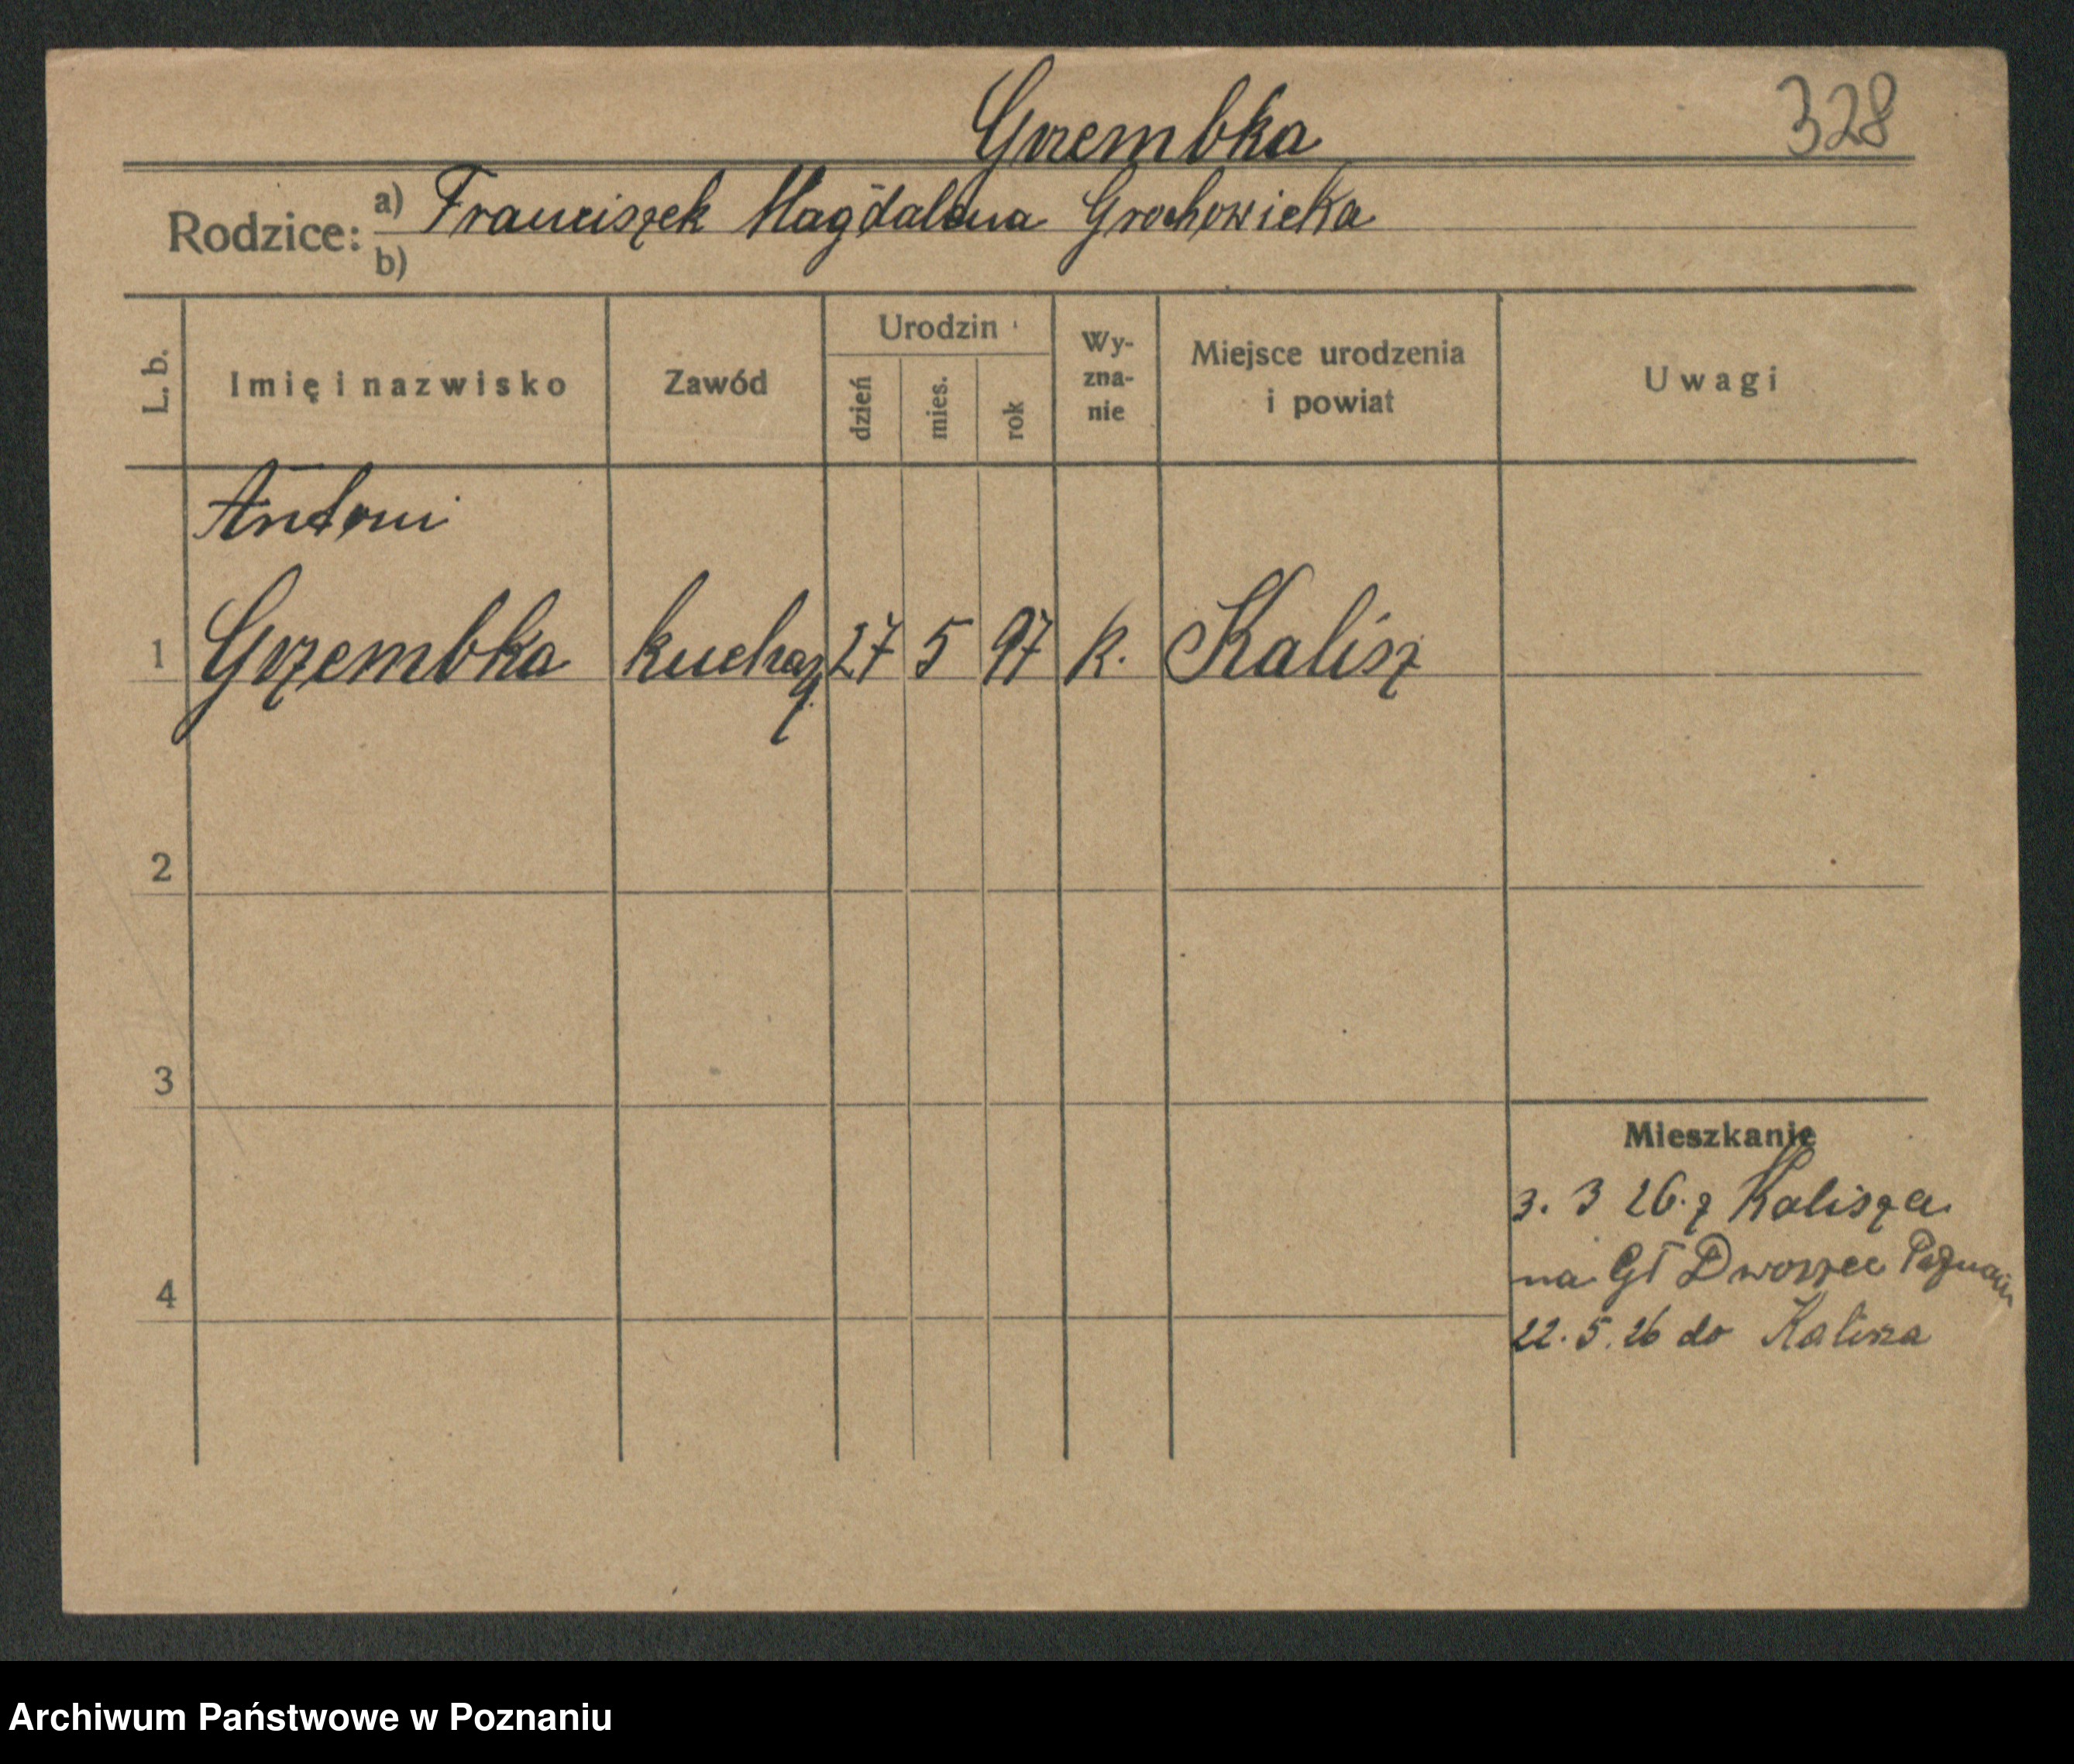 Grzembka
328
Rodzice: a) Franciszek Magdalena Grochowicka
b)
L. b. Imię i nazwisko Zawód Urodzin dzień mies. rok Wy-zna-nie Miejsce urodzenia i powiat Uwagi
Antoni
1 Grzembka kucharz 27 5 97 k. Kalisz
2
3
Mieszkanie
3. 3 26. z Kalisza
na Gł Dworzec Poznań
4
22. 5. 26 do Kalisza
Archiwum Państwowe w Poznaniu